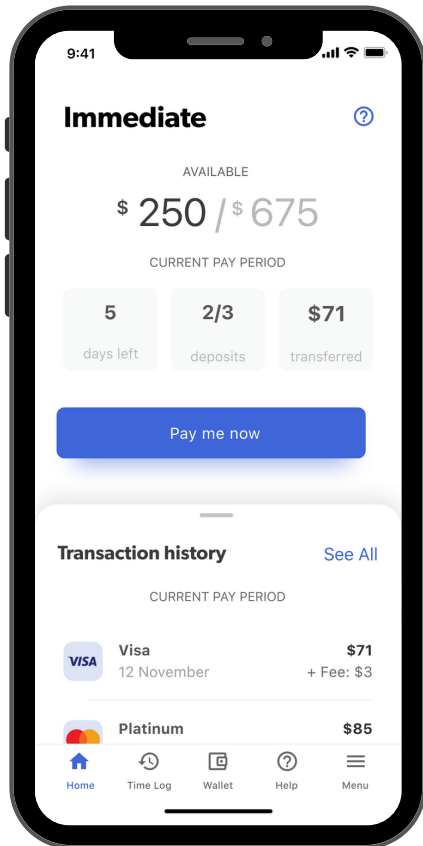 9:41
Immediate
AVAILABLE
$ 250 / $ 675
CURRENT PAY PERIOD
5 2/3 $71
days left deposits transferred
Pay me now
Transaction history See All
CURRENT PAY PERIOD
VISA Visa $71
12 November + Fee: $3
Platinum $85
Home Time Log Wallet Help Menu